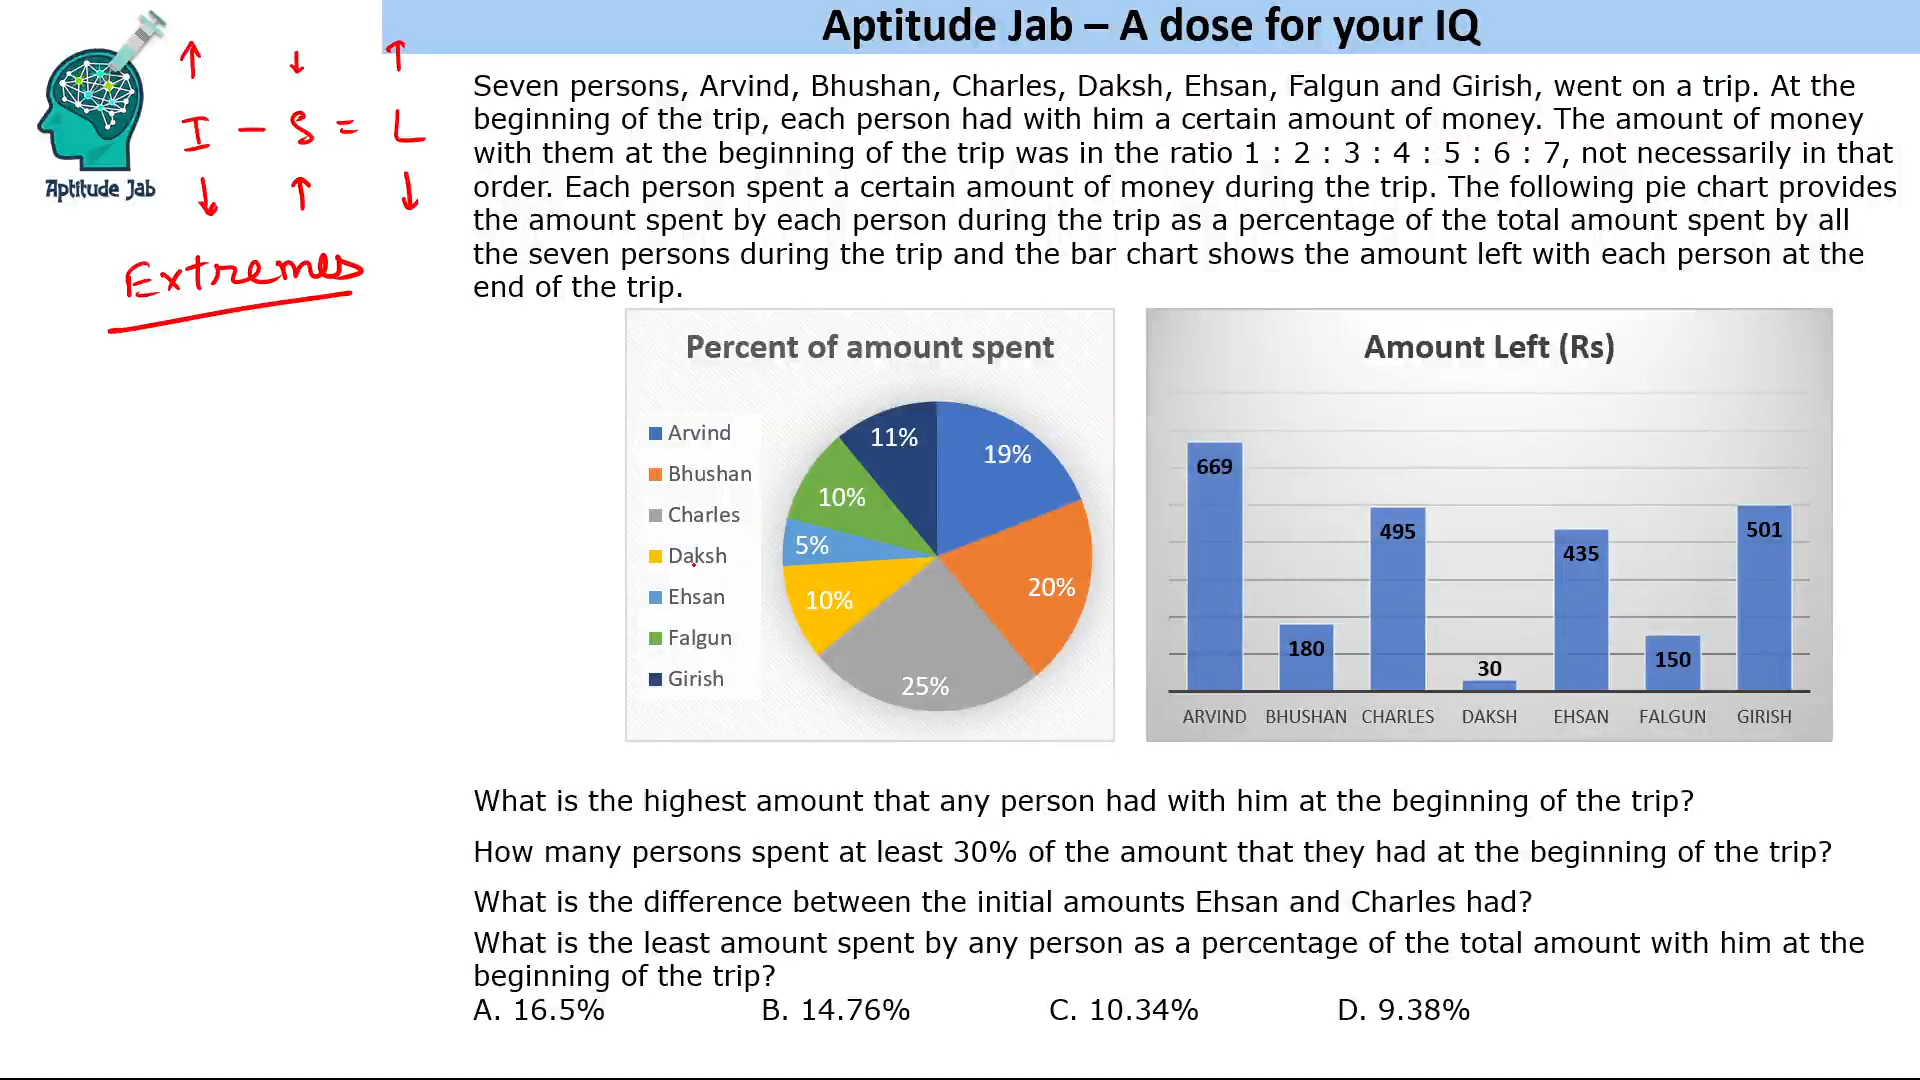 Aptitude Jab – A dose for your IQ
↑ ↓ ↑
I - S = L
↓ ↑ ↓
Aptitude Jab
Extremes
Seven persons, Arvind, Bhushan, Charles, Daksh, Ehsan, Falgun and Girish, went on a trip. At the
beginning of the trip, each person had with him a certain amount of money. The amount of money
with them at the beginning of the trip was in the ratio 1 : 2 : 3 : 4 : 5 : 6 : 7, not necessarily in that
order. Each person spent a certain amount of money during the trip. The following pie chart provides
the amount spent by each person during the trip as a percentage of the total amount spent by all
the seven persons during the trip and the bar chart shows the amount left with each person at the
end of the trip.
Percent of amount spent
Arvind
Bhushan
Charles
Daksh
Ehsan
Falgun
Girish
11%
19%
10%
5%
20%
10%
25%
Amount Left (Rs)
669
180
495
30
435
150
501
ARVIND BHUSHAN CHARLES DAKSH EHSAN FALGUN GIRISH
What is the highest amount that any person had with him at the beginning of the trip?
How many persons spent at least 30% of the amount that they had at the beginning of the trip?
What is the difference between the initial amounts Ehsan and Charles had?
What is the least amount spent by any person as a percentage of the total amount with him at the
beginning of the trip?
A. 16.5% B. 14.76% C. 10.34% D. 9.38%